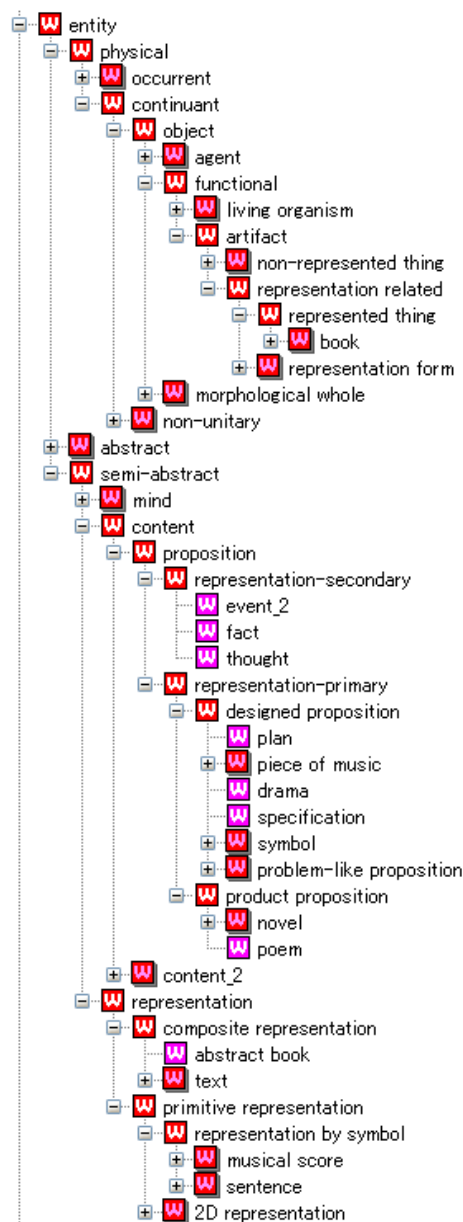 entity
physical
occurrent
continuant
object
agent
functional
living organism
artifact
non-represented thing
representation related
represented thing
book
representation form
morphological whole
non-unitary
abstract
semi-abstract
mind
content
proposition
representation-secondary
event_2
fact
thought
representation-primary
designed proposition
plan
piece of music
drama
specification
symbol
problem-like proposition
product proposition
novel
poem
content_2
representation
composite representation
abstract book
text
primitive representation
representation by symbol
musical score
sentence
2D representation